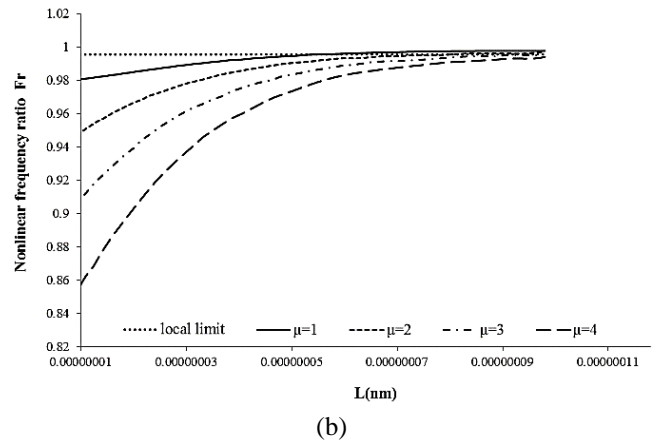 1.02
1
0.98
0.96
0.94
0.92
0.9
0.88
0.86
0.84
0.82
Nonlinear frequency ratio Fr
local limit μ=1 μ=2 μ=3 μ=4
0.00000001 0.00000003 0.00000005 0.00000007 0.00000009 0.00000011
L(nm)
(b)